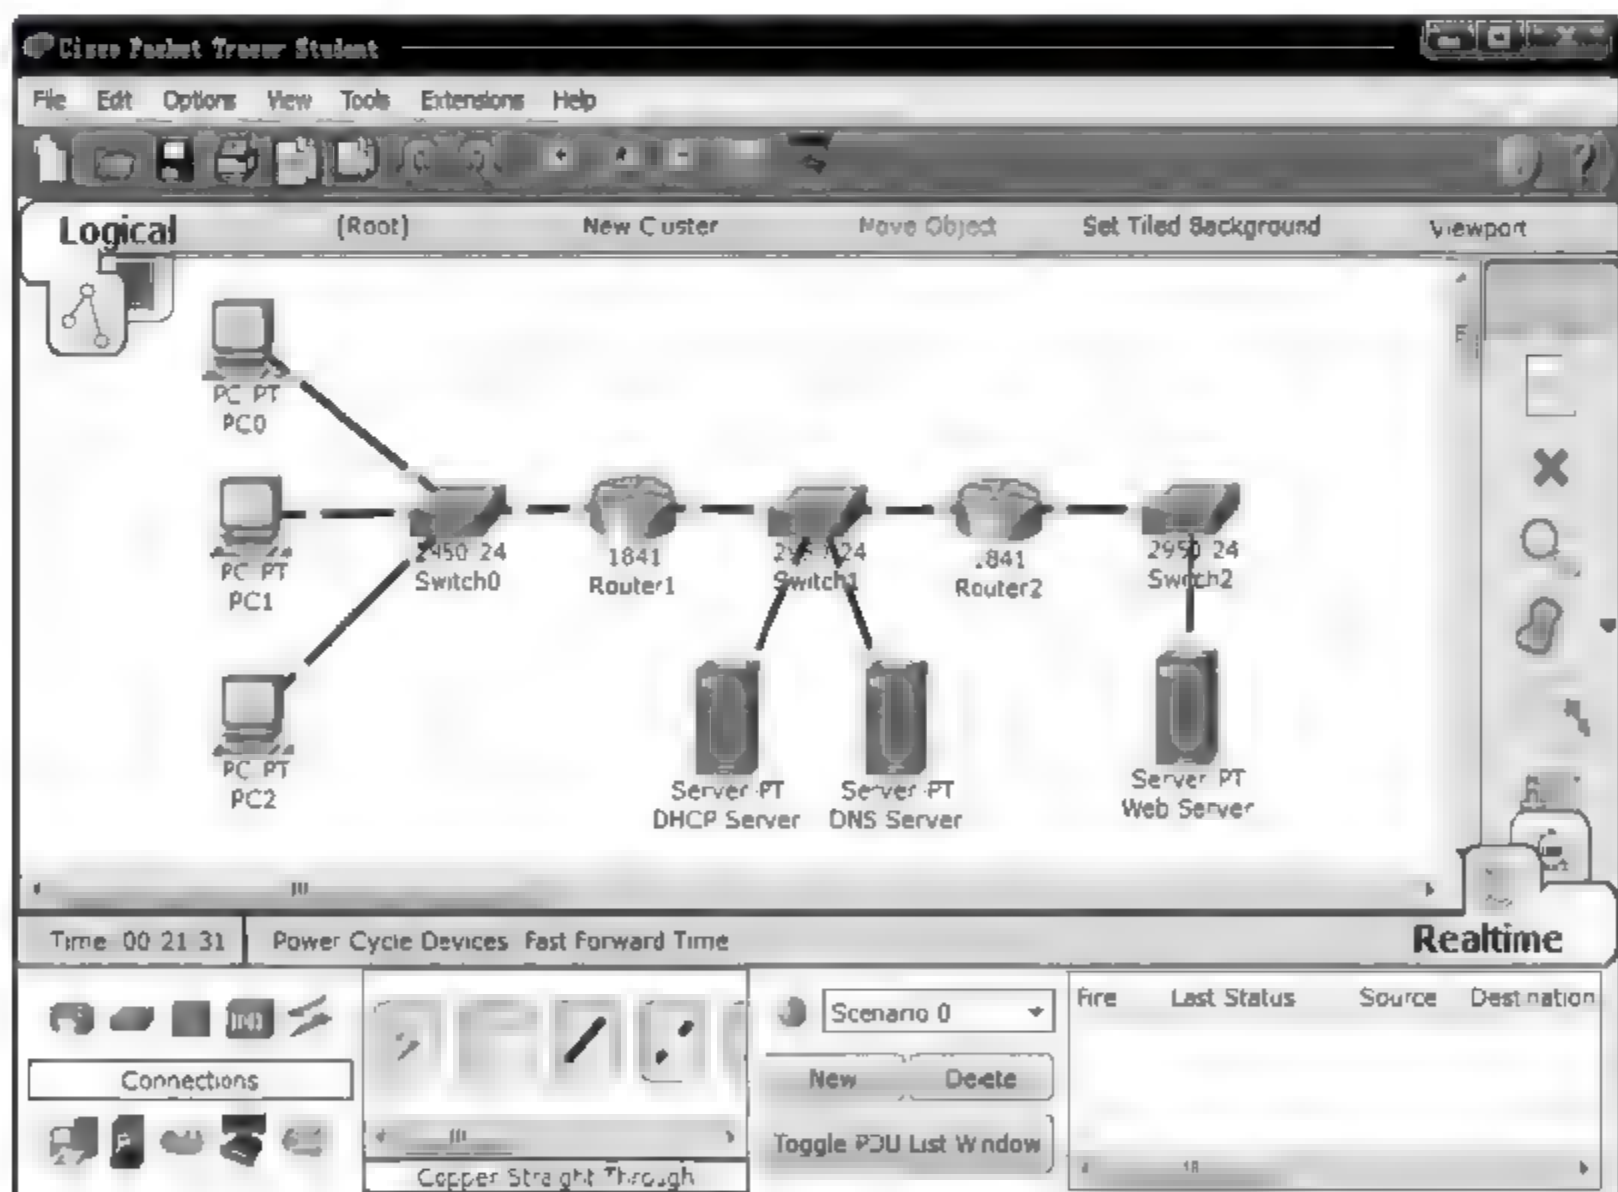 Cisco Packet Tracer Student
File Edit Options View Tools Extensions Help
Logical [Root] New Cluster Move Object Set Tiled Background Viewport
PC PT
PC0
PC PT
PC1
PC PT
PC2
2950 24
Switch0
1841
Router1
24
Switch1
1841
Router2
2950 24
Switch2
Server PT
DHCP Server
Server PT
DNS Server
Server PT
Web Server
Time 00 21 31 Power Cycle Devices Fast Forward Time Realtime
Connections
Copper Straight Through
Scenario 0
New Delete
Toggle PDU List Window
Fire Last Status Source Destination